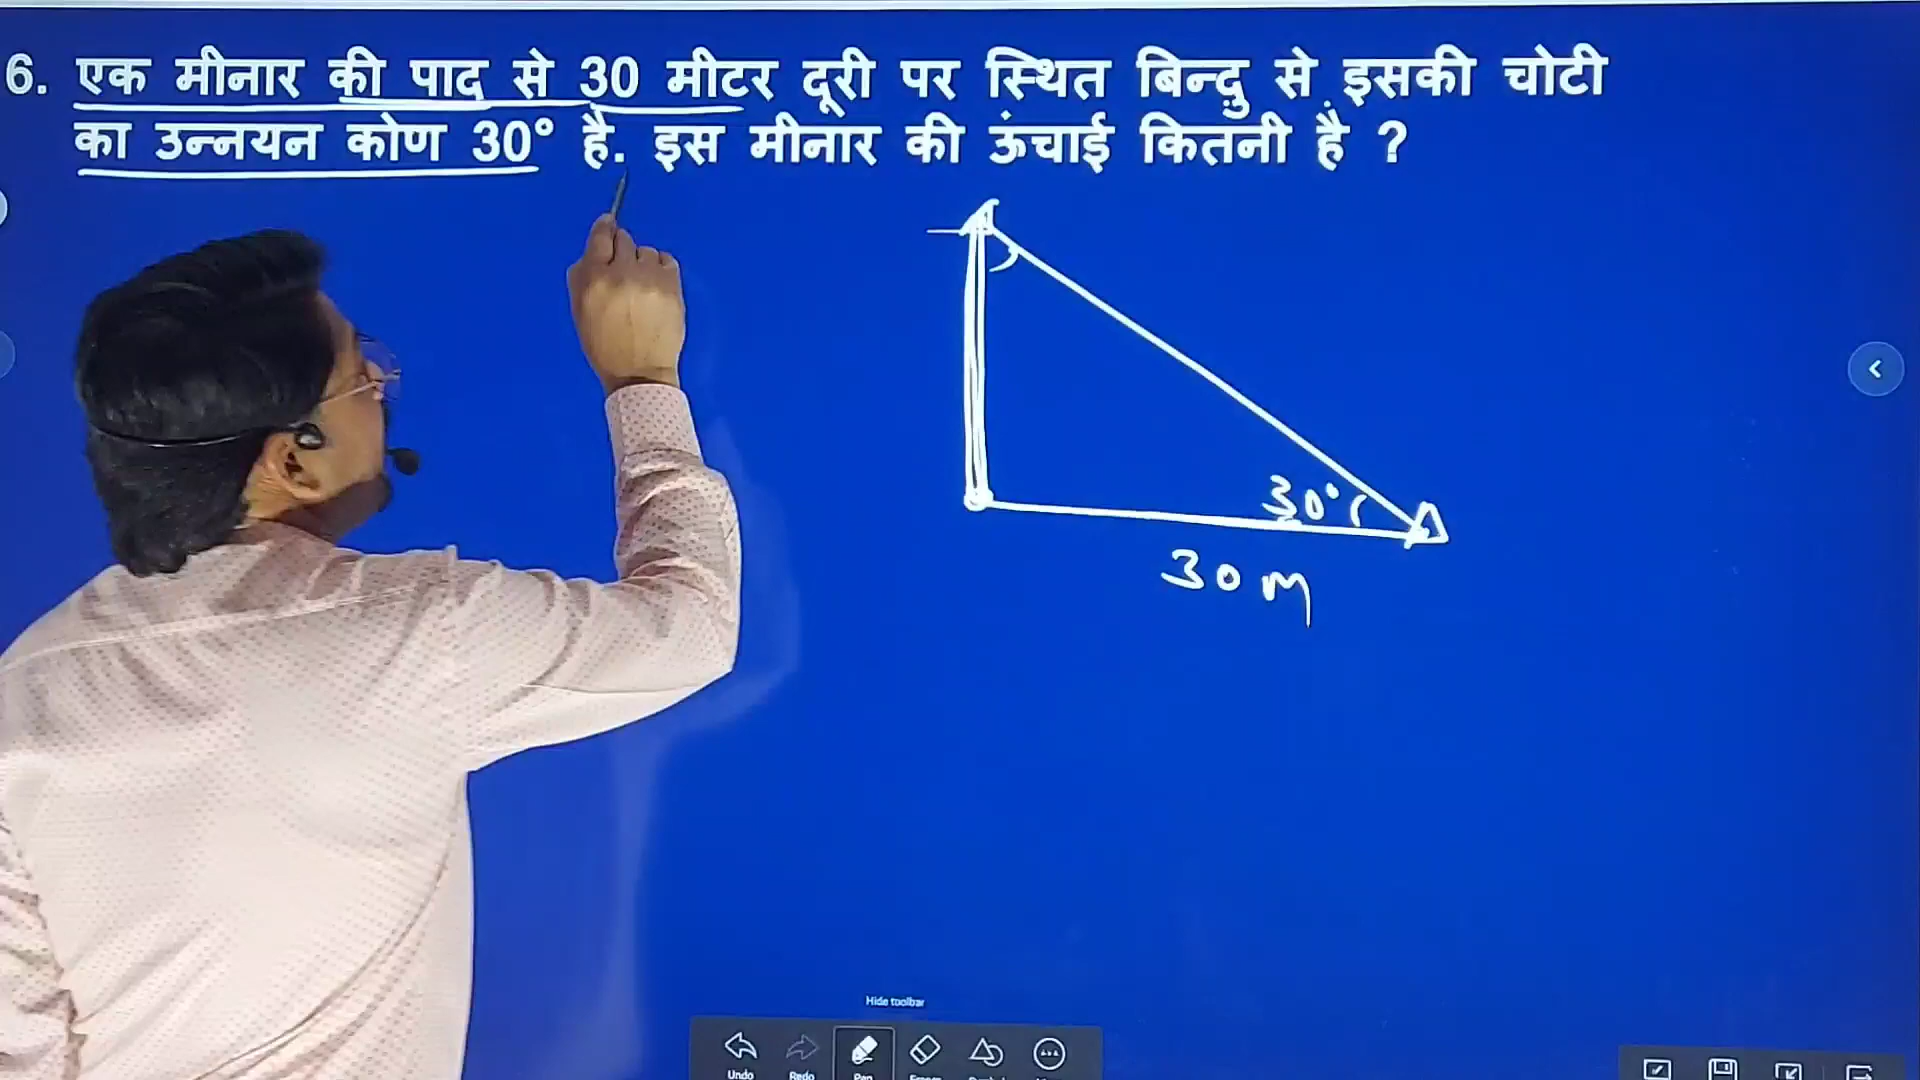 6. एक मीनार की पाद से 30 मीटर दूरी पर स्थित बिन्दु से इसकी चोटी
का उन्नयन कोण 30° है. इस मीनार की ऊंचाई कितनी है ?
30°
30 m
Hide toolbar
Undo Redo Pen